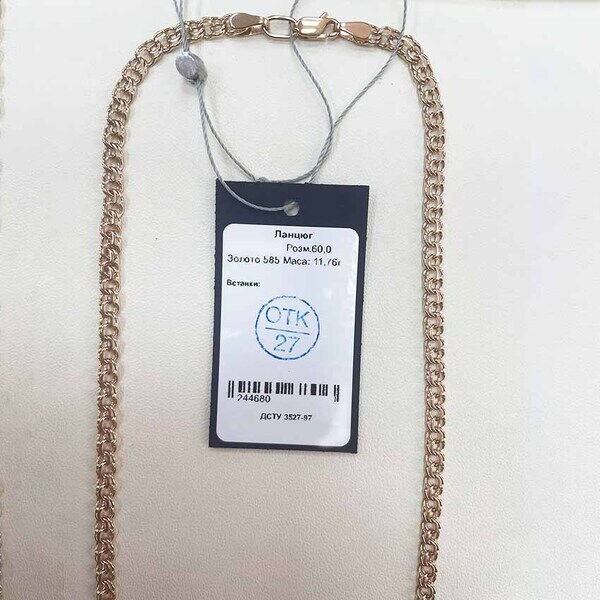 Ланцюг
Розм.60,0
Золото 585 Маса: 11,76г
Вставки:
ОТК
27
244680
ДСТУ 3527-97